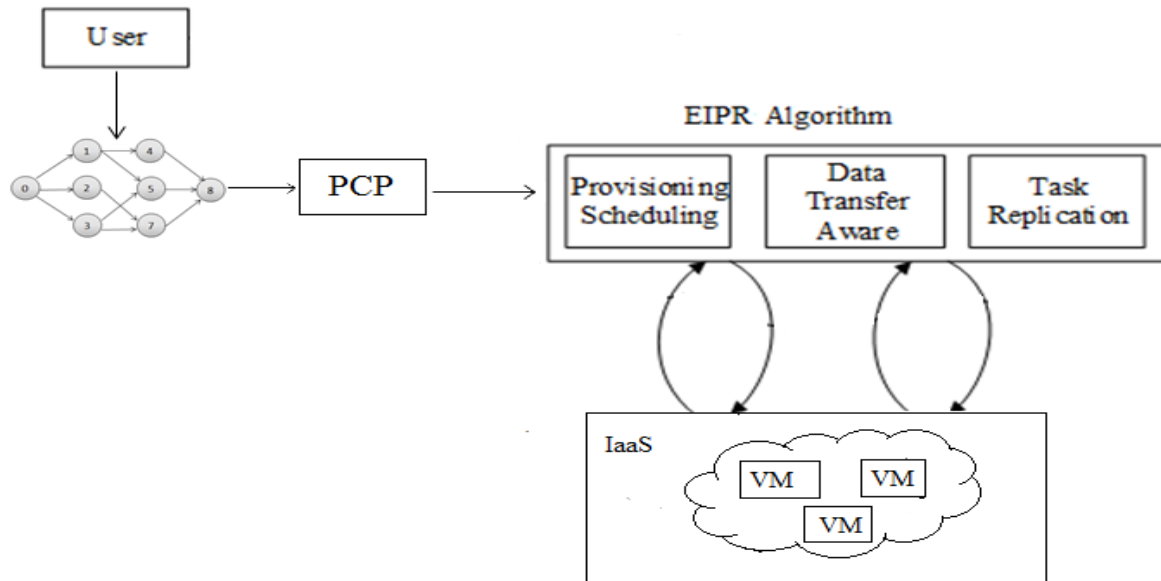 User
EIPR Algorithm
1
4
0
2
5
8
3
7
PCP
Provisioning
Scheduling
Data
Transfer
Aware
Task
Replication
IaaS
VM
VM
VM